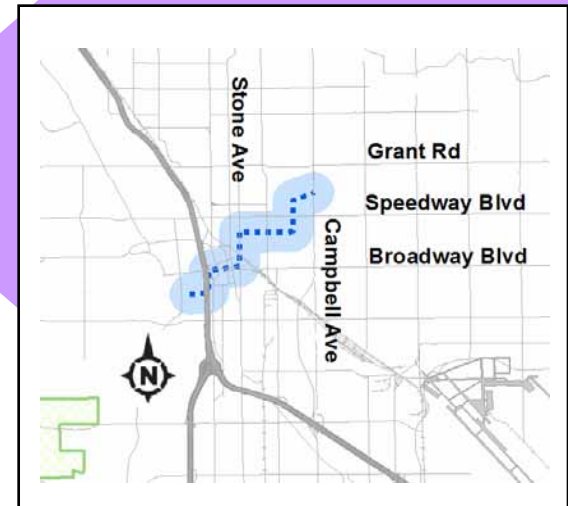 Stone Ave
Grant Rd
Speedway Blvd
Broadway Blvd
Campbell Ave
N